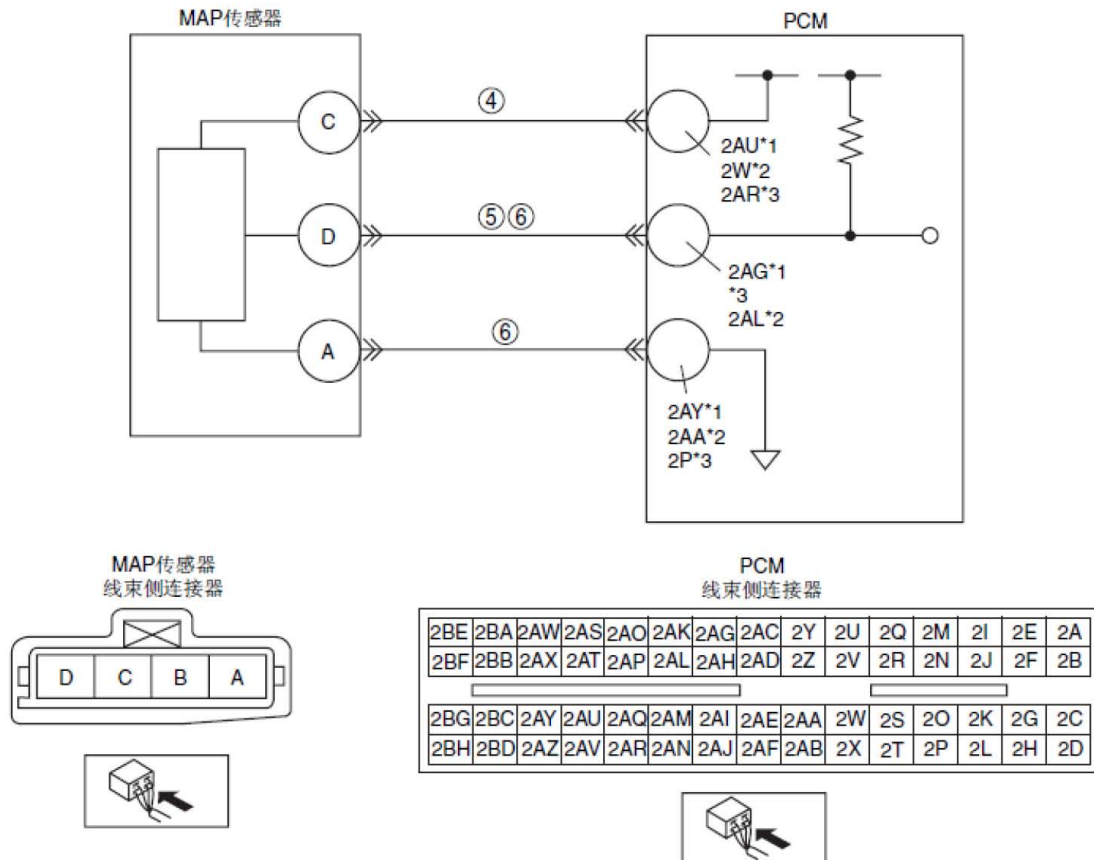 MAP传感器
PCM
C
④
2AU*1
2W*2
2AR*3
D
⑤⑥
2AG*1
*3
2AL*2
A
⑥
2AY*1
2AA*2
2P*3
MAP传感器
线束侧连接器
D C B A
PCM
线束侧连接器
2BE 2BA 2AW 2AS 2AO 2AK 2AG 2AC 2Y 2U 2Q 2M 2I 2E 2A
2BF 2BB 2AX 2AT 2AP 2AL 2AH 2AD 2Z 2V 2R 2N 2J 2F 2B
2BG 2BC 2AY 2AU 2AQ 2AM 2AI 2AE 2AA 2W 2S 2O 2K 2G 2C
2BH 2BD 2AZ 2AV 2AR 2AN 2AJ 2AF 2AB 2X 2T 2P 2L 2H 2D